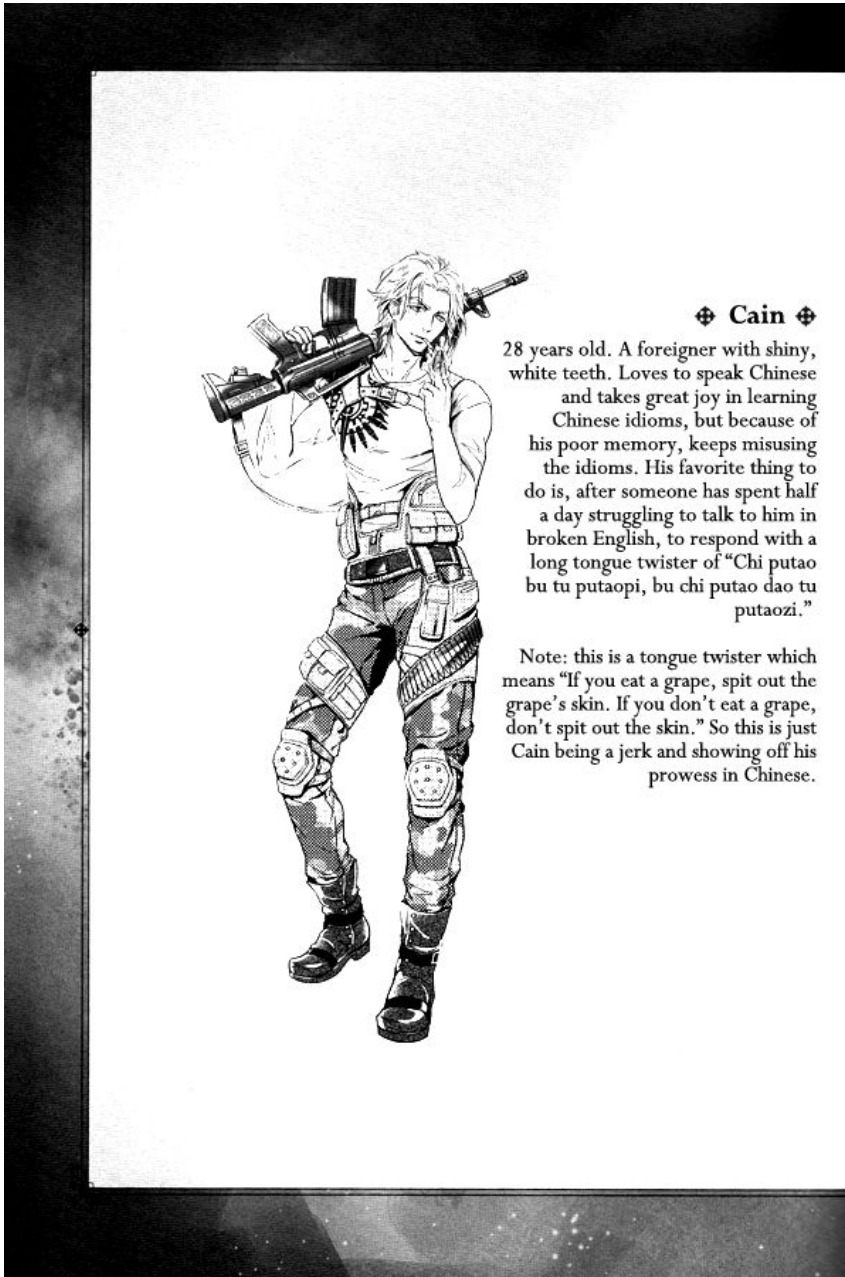 Cain
28 years old. A foreigner with shiny,
white teeth. Loves to speak Chinese
and takes great joy in learning
Chinese idioms, but because of
his poor memory, keeps misusing
the idioms. His favorite thing to
do is, after someone has spent half
a day struggling to talk to him in
broken English, to respond with a
long tongue twister of “Chi putao
bu tu putaopi, bu chi putao dao tu
putaozi.”
Note: this is a tongue twister which
means “If you eat a grape, spit out the
grape’s skin. If you don’t eat a grape,
don’t spit out the skin.” So this is just
Cain being a jerk and showing off his
prowess in Chinese.